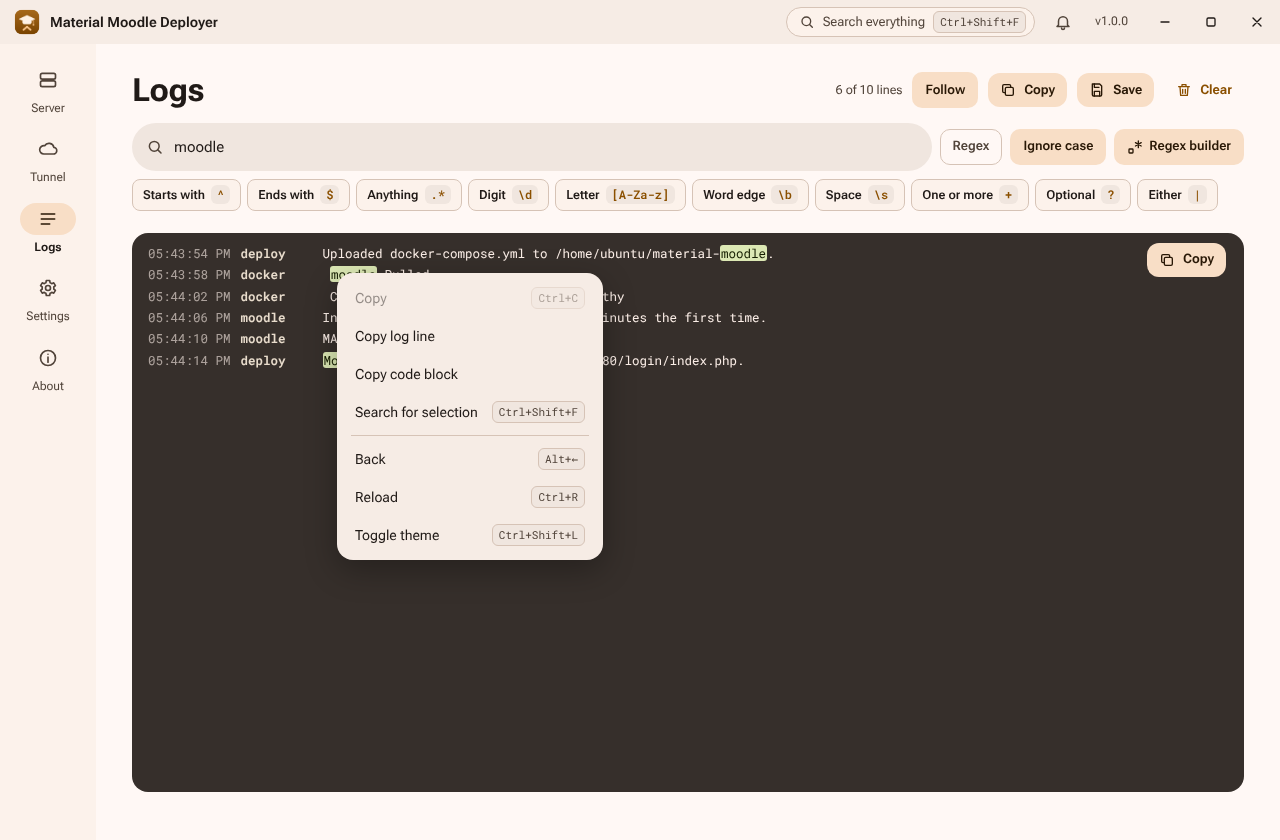 Material Moodle Deployer
Search everything Ctrl+Shift+F
v1.0.0
Server
Tunnel
Logs
Settings
About
Logs
6 of 10 lines
Follow
Copy
Save
Clear
moodle
Regex
Ignore case
Regex builder
Starts with ^
Ends with $
Anything .*
Digit \d
Letter [A-Za-z]
Word edge \b
Space \s
One or more +
Optional ?
Either |
05:43:54 PM deploy Uploaded docker-compose.yml to /home/ubuntu/material-moodle.
Copy
05:43:58 PM docker moodle Pulled
05:44:02 PM docker C thy
05:44:06 PM moodle In inutes the first time.
05:44:10 PM moodle MA
05:44:14 PM deploy Mo 80/login/index.php.
Copy Ctrl+C
Copy log line
Copy code block
Search for selection Ctrl+Shift+F
Back Alt+←
Reload Ctrl+R
Toggle theme Ctrl+Shift+L